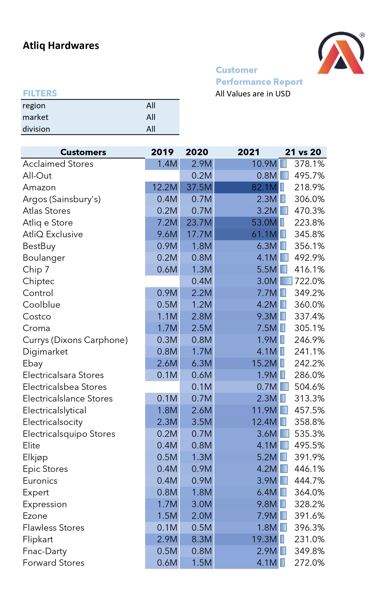 Atliq Hardwares
Customer
Performance Report
All Values are in USD
FILTERS
region All
market All
division All
Customers 2019 2020 2021 21 vs 20
Acclaimed Stores 1.4M 2.9M 10.9M 378.1%
All-Out 0.2M 0.8M 495.7%
Amazon 12.2M 37.5M 82.1M 218.9%
Argos (Sainsbury's) 0.4M 0.7M 2.3M 306.0%
Atlas Stores 0.2M 0.7M 3.2M 470.3%
Atliq e Store 7.2M 23.7M 53.0M 223.8%
AtliQ Exclusive 9.6M 17.7M 61.1M 345.8%
BestBuy 0.9M 1.8M 6.3M 356.1%
Boulanger 0.2M 0.8M 4.1M 492.9%
Chip 7 0.6M 1.3M 5.5M 416.1%
Chiptec 0.4M 3.0M 722.0%
Control 0.9M 2.2M 7.7M 349.2%
Coolblue 0.5M 1.2M 4.2M 360.0%
Costco 1.1M 2.8M 9.3M 337.4%
Croma 1.7M 2.5M 7.5M 305.1%
Currys (Dixons Carphone) 0.3M 0.8M 1.9M 246.9%
Digimarket 0.8M 1.7M 4.1M 241.1%
Ebay 2.6M 6.3M 15.2M 242.2%
Electricalsara Stores 0.1M 0.6M 1.9M 286.0%
Electricalsbea Stores 0.1M 0.7M 504.6%
Electricalslance Stores 0.1M 0.7M 2.3M 313.3%
Electricalslytical 1.8M 2.6M 11.9M 457.5%
Electricalsocity 2.3M 3.5M 12.4M 358.8%
Electricalsquipo Stores 0.2M 0.7M 3.6M 535.3%
Elite 0.4M 0.8M 4.1M 495.5%
Elkjøp 0.5M 1.3M 5.2M 391.9%
Epic Stores 0.4M 0.9M 4.2M 446.1%
Euronics 0.4M 0.9M 3.9M 444.7%
Expert 0.8M 1.8M 6.4M 364.0%
Expression 1.7M 3.0M 9.8M 328.2%
Ezone 1.5M 2.0M 7.9M 391.6%
Flawless Stores 0.1M 0.5M 1.8M 396.3%
Flipkart 2.9M 8.3M 19.3M 231.0%
Fnac-Darty 0.5M 0.8M 2.9M 349.8%
Forward Stores 0.6M 1.5M 4.1M 272.0%